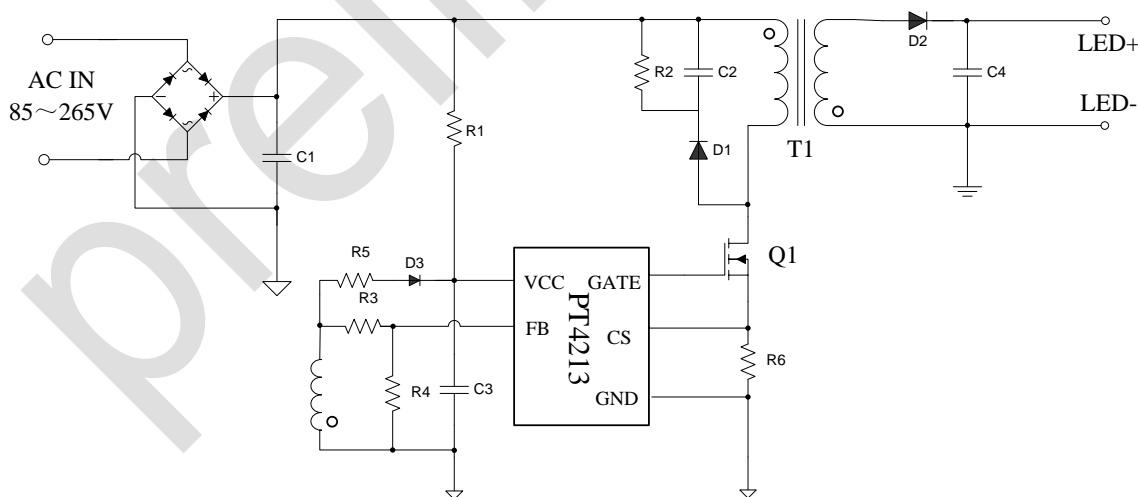 prelim
AC IN
85～265V
C1
R1
R2
C2
D1
T1
D2
C4
LED+
LED-
Q1
R5
D3
R3
R4
C3
VCC
GATE
FB
PT4213
CS
GND
R6